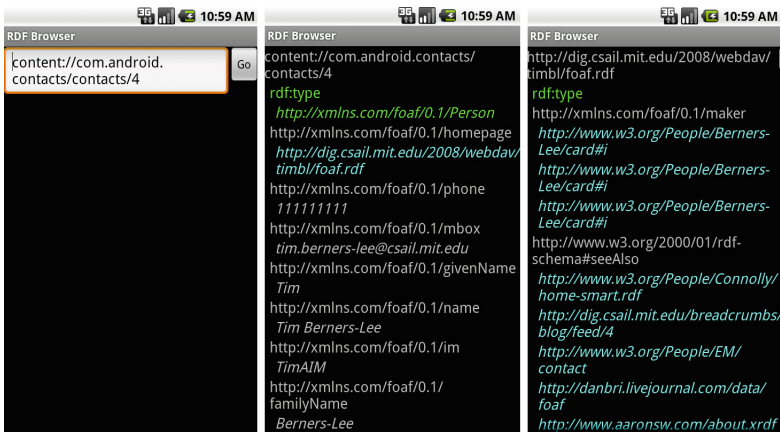 3G 10:59 AM
RDF Browser
content://com.android.
contacts/contacts/4
Go
3G 10:59 AM
RDF Browser
content://com.android.contacts/
contacts/4
rdf:type
http://xmlns.com/foaf/0.1/Person
http://xmlns.com/foaf/0.1/homepage
http://dig.csail.mit.edu/2008/webdav/
timbl/foaf.rdf
http://xmlns.com/foaf/0.1/phone
111111111
http://xmlns.com/foaf/0.1/mbox
tim.berners-lee@csail.mit.edu
http://xmlns.com/foaf/0.1/givenName
Tim
http://xmlns.com/foaf/0.1/name
Tim Berners-Lee
http://xmlns.com/foaf/0.1/im
TimAIM
http://xmlns.com/foaf/0.1/
familyName
Berners-Lee
3G 10:59 AM
RDF Browser
http://dig.csail.mit.edu/2008/webdav/
timbl/foaf.rdf
rdf:type
http://xmlns.com/foaf/0.1/maker
http://www.w3.org/People/Berners-
Lee/card#i
http://www.w3.org/People/Berners-
Lee/card#i
http://www.w3.org/People/Berners-
Lee/card#i
http://www.w3.org/2000/01/rdf-
schema#seeAlso
http://www.w3.org/People/Connolly/
home-smart.rdf
http://dig.csail.mit.edu/breadcrumbs/
blog/feed/4
http://www.w3.org/People/EM/
contact
http://danbri.livejournal.com/data/
foaf
http://www.aaronsw.com/about.xrdf